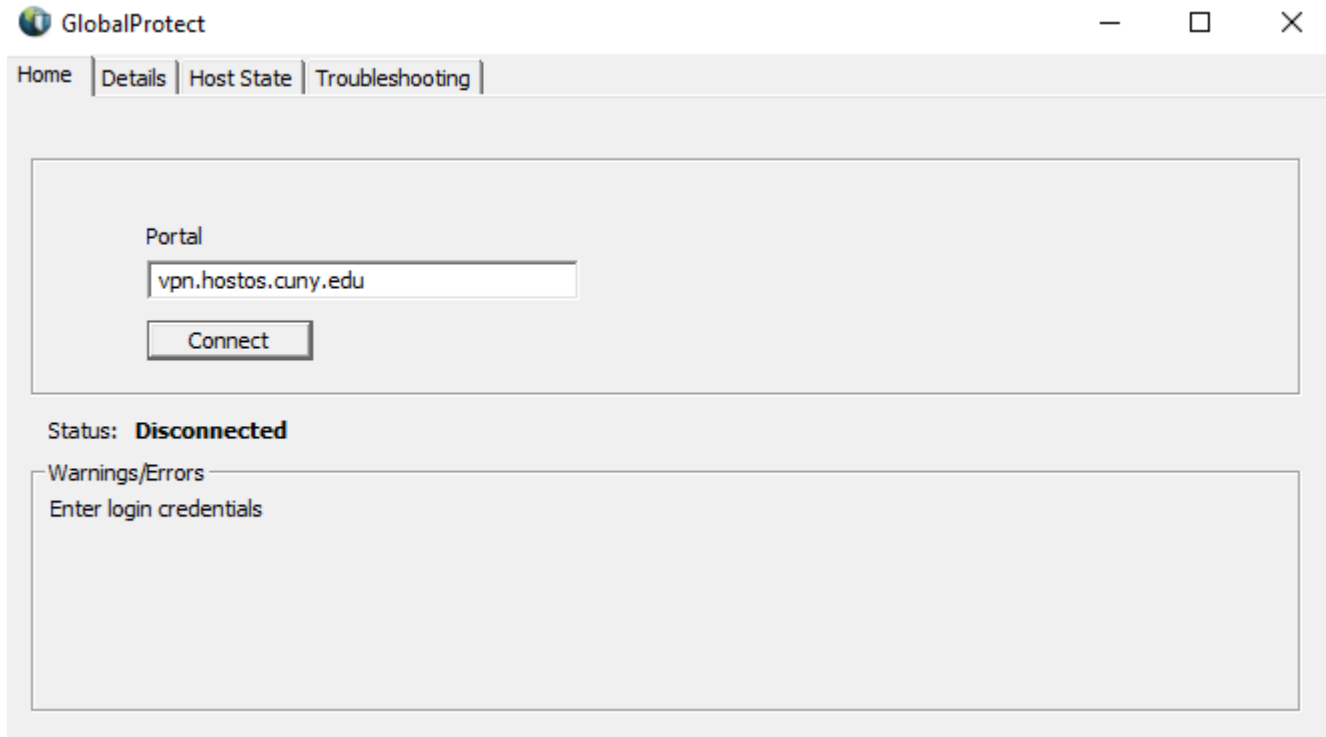 GlobalProtect
Home Details Host State Troubleshooting
Portal
vpn.hostos.cuny.edu
Connect
Status: Disconnected
Warnings/Errors
Enter login credentials